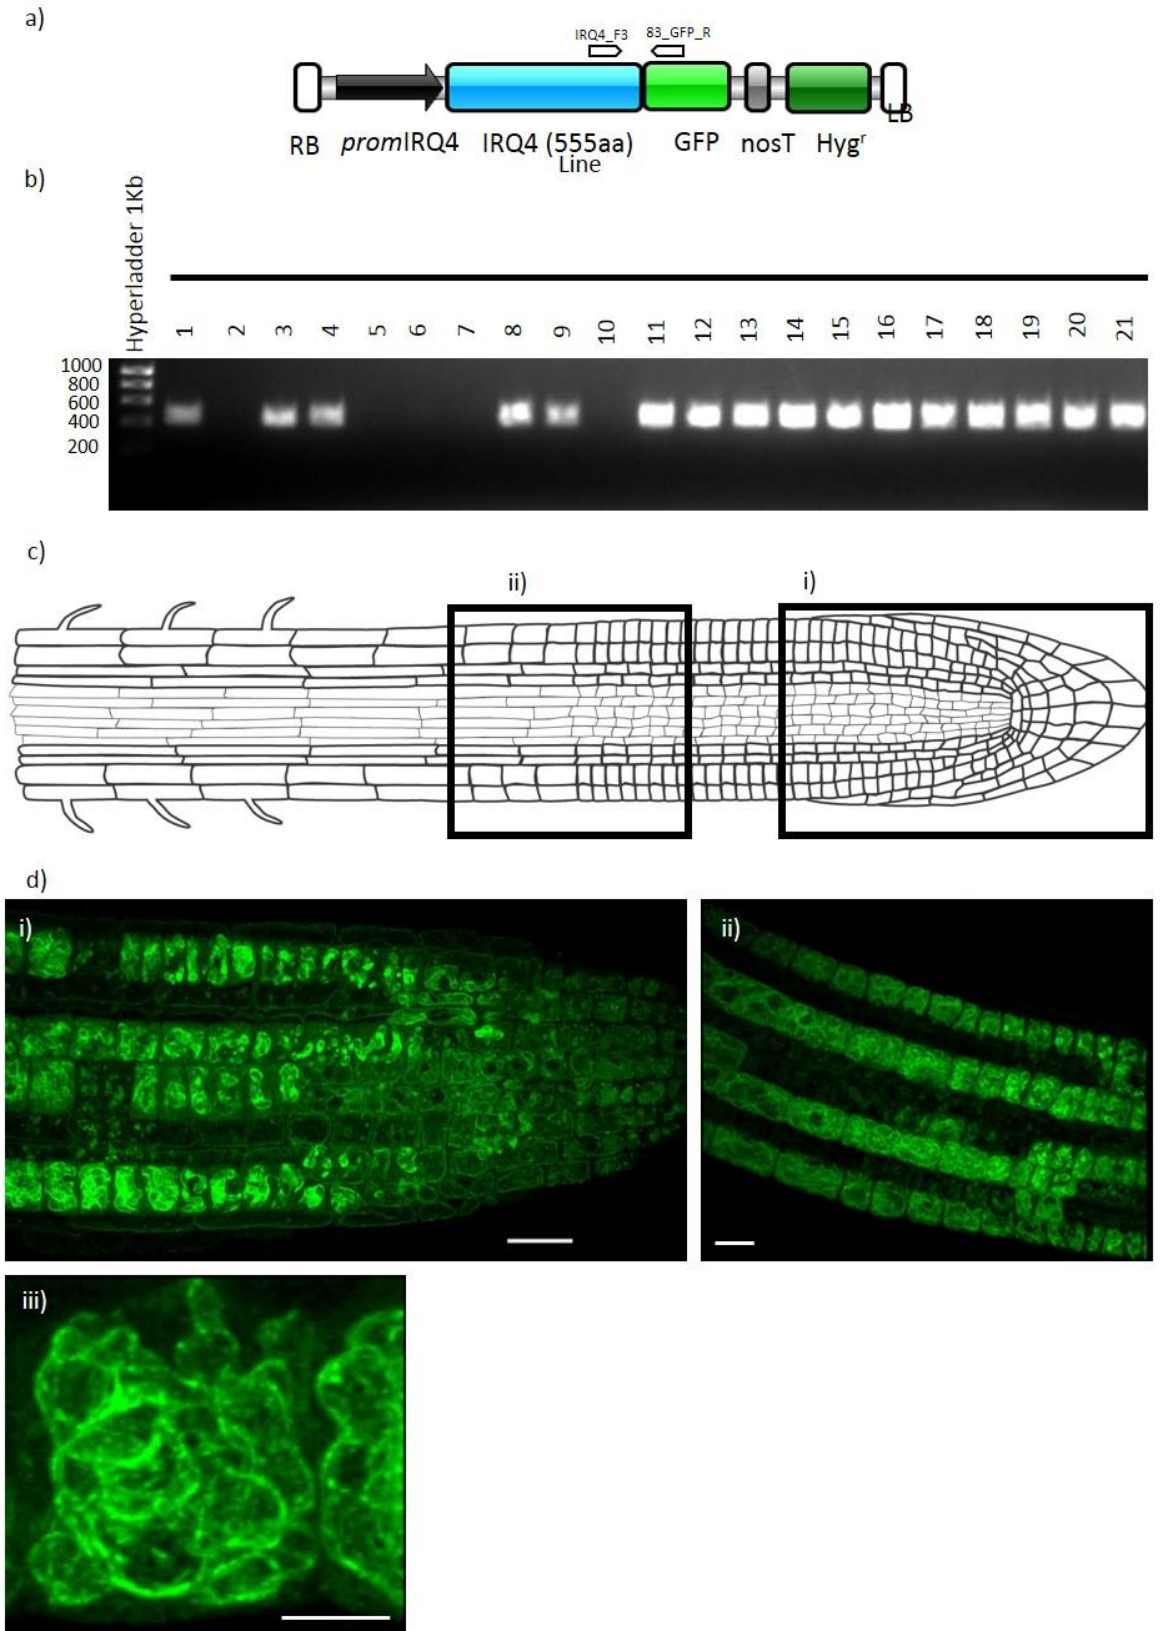 a)
IRQ4_F3 83_GFP_R
RB promIRQ4 IRQ4 (555aa) GFP nosT Hygʳ LB
Line
b)
Hyperladder 1Kb
1 2 3 4 5 6 7 8 9 10 11 12 13 14 15 16 17 18 19 20 21
1000
800
600
400
200
c)
ii) i)
d)
i) ii)
iii)